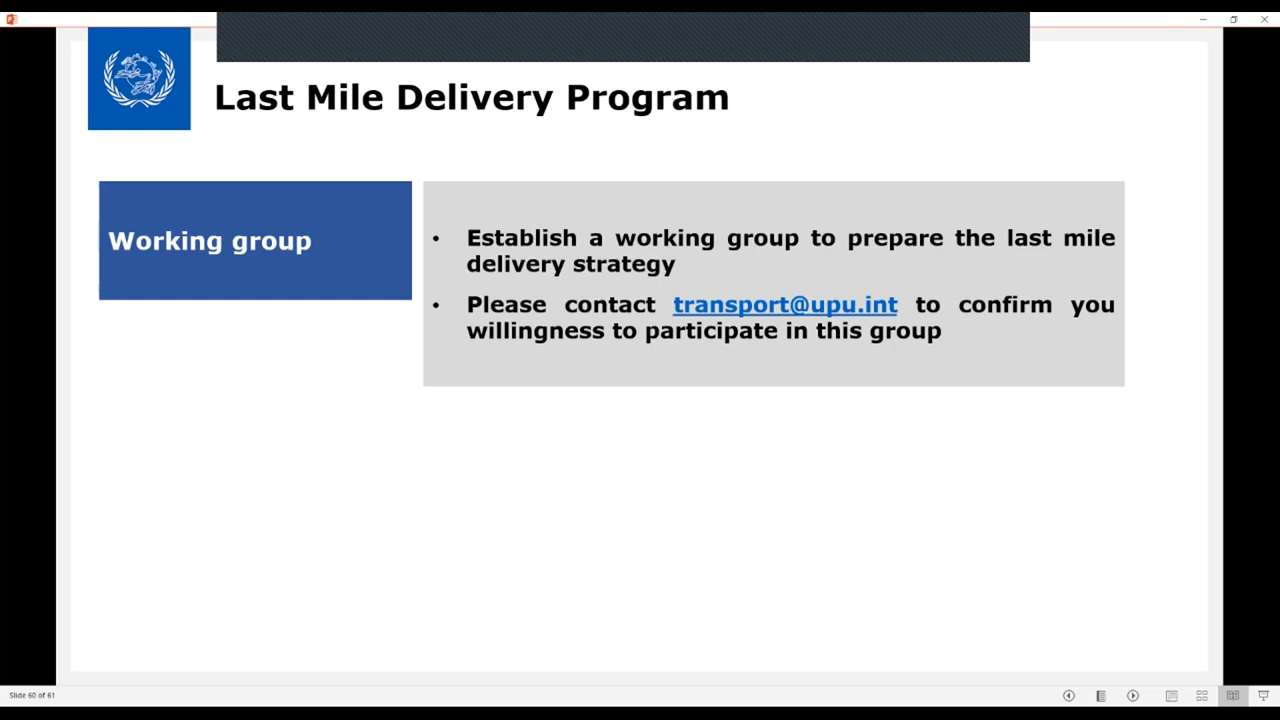 Last Mile Delivery Program
Working group
• Establish a working group to prepare the last mile
delivery strategy
• Please contact transport@upu.int to confirm you
willingness to participate in this group
Slide 60 of 61